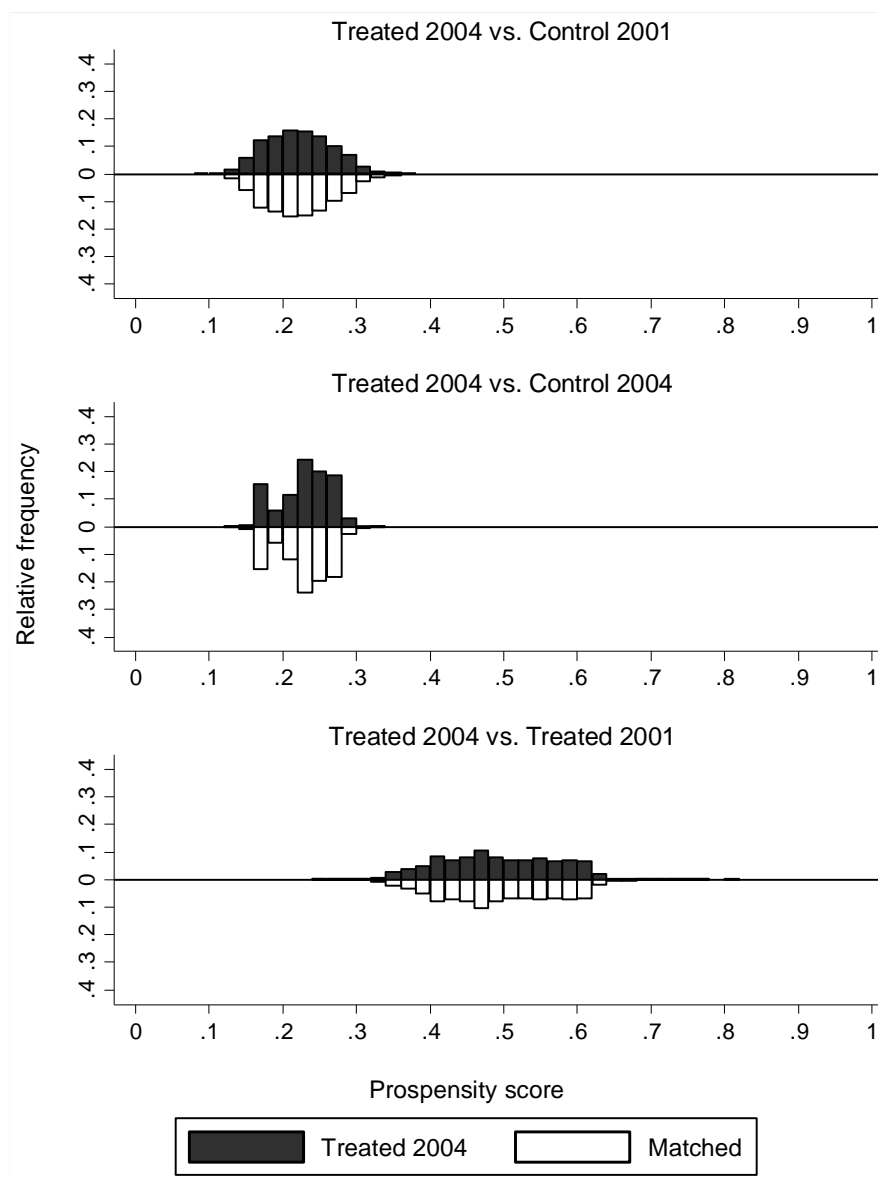 Treated 2004 vs. Control 2001
.4 .3 .2 .1 0 .1 .2 .3 .4
0 .1 .2 .3 .4 .5 .6 .7 .8 .9 1
Treated 2004 vs. Control 2004
.4 .3 .2 .1 0 .1 .2 .3 .4
0 .1 .2 .3 .4 .5 .6 .7 .8 .9 1
Relative frequency
Treated 2004 vs. Treated 2001
.4 .3 .2 .1 0 .1 .2 .3 .4
0 .1 .2 .3 .4 .5 .6 .7 .8 .9 1
Prospensity score
Treated 2004 Matched